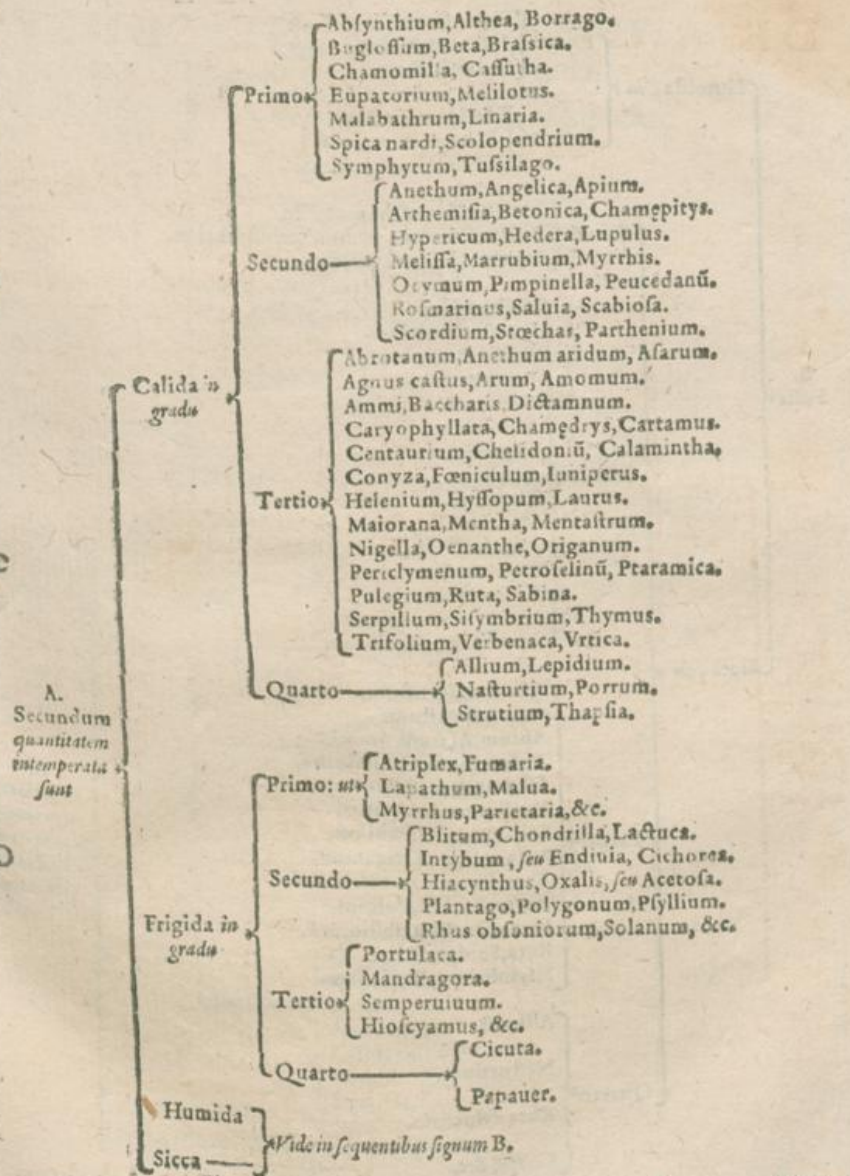 Abſynthium, Althea, Borrago.
Bugloſſum, Beta, Braſſica.
Chamomilla, Caſſutha.
Primo Eupatorium, Melilotus.
Malabathrum, Linaria.
Spica nardi, Scolopendrium.
Symphytum, Tuſſilago.
Anethum, Angelica, Apium.
Arthemiſia, Betonica, Chamępitys.
Hypericum, Hedera, Lupulus.
Secundo Meliſſa, Marrubium, Myrrhis.
Ocymum, Pimpinella, Peucedanū.
Roſmarinus, Saluia, Scabioſa.
Scordium, Stœchas, Parthenium.
Abrotanum, Anethum aridum, Aſarum.
Calida in
gradu
Agnus caſtus, Arum, Amomum.
Ammi, Baccharis, Dictamnum.
Caryophyllata, Chamędrys, Cartamus.
Centaurium, Chelidoniū, Calamintha,
Conyza, Fœniculum, Iuniperus.
Tertio Helenium, Hyſſopum, Laurus.
Maiorana, Mentha, Mentaſtrum.
Nigella, Oenanthe, Origanum.
Periclymenum, Petroſelinū, Ptaramica.
Pulegium, Ruta, Sabina.
Serpillum, Siſymbrium, Thymus.
Trifolium, Verbenaca, Vrtica.
Allium, Lepidium.
Quarto Naſturtium, Porrum.
Strutium, Thapſia.
A.
Secundum
quantitatem
intemperata
ſunt
Atriplex, Fumaria.
Primo: ut Lapathum, Malua.
Myrrhus, Parietaria, &c.
Blitum, Chondrilla, Lactuca.
Intybum, ſeu Endiuia, Cichorea.
Secundo Hiacynthus, Oxalis, ſeu Acetoſa.
Plantago, Polygonum, Pſyllium.
Rhus obſoniorum, Solanum, &c.
Frigida in
gradu
Portulaca.
Mandragora.
Tertio Semperuiuum.
Hioſcyamus, &c.
Cicuta.
Quarto
Papauer.
Humida
Vide in ſequentibus ſignum B.
Sicca